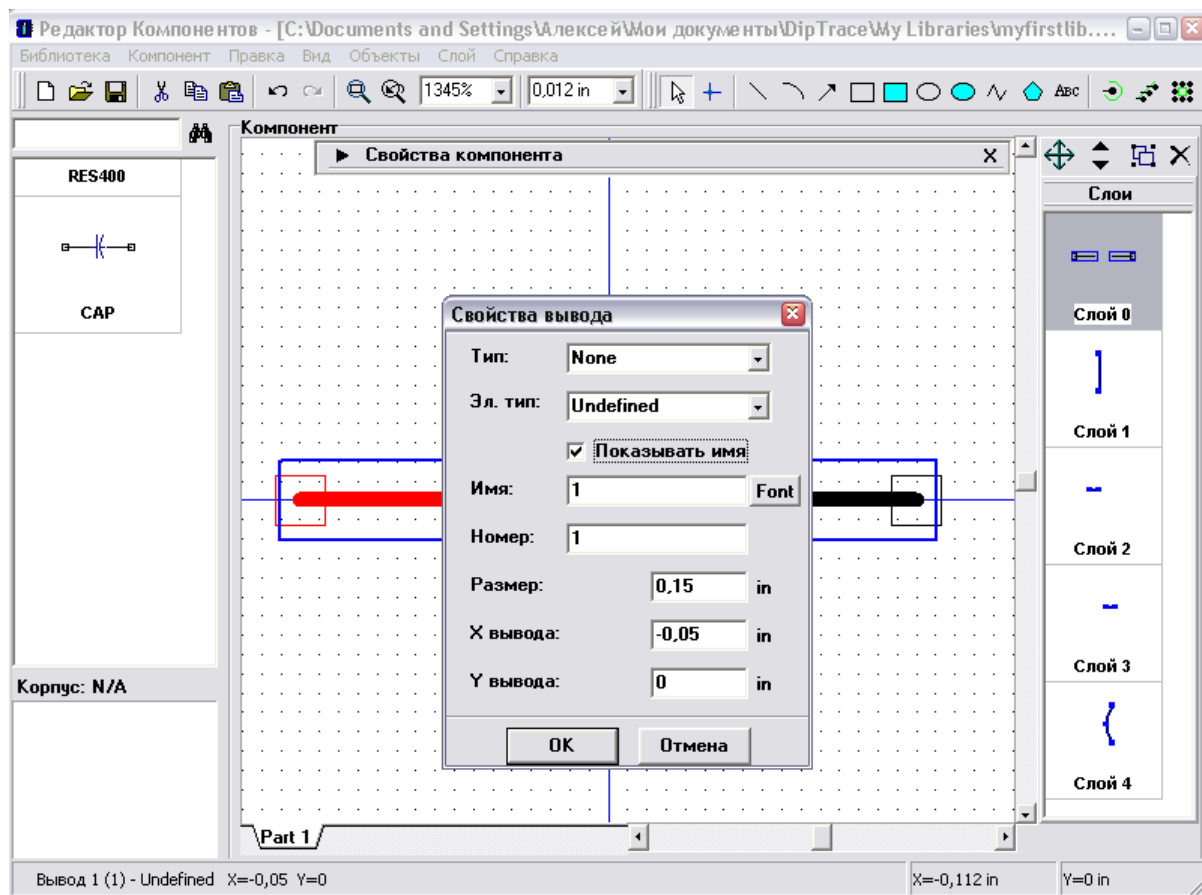 Редактор Компонентов - [C:\Documents and Settings\Алексей\Мои документы\DipTrace\My Libraries\myfirstlib....
Библиотека Компонент Правка Вид Объекты Слой Справка
1345% 0,012 in ABC
Компонент
Свойства компонента X
RES400
CAP
Слои
Слой 0
Слой 1
Слой 2
Слой 3
Слой 4
Свойства вывода
Тип: None
Эл. тип: Undefined
Показывать имя
Имя: 1 Font
Номер: 1
Размер: 0,15 in
X вывода: -0,05 in
Y вывода: 0 in
OK Отмена
Корпус: N/A
Part 1
Вывод 1 (1) - Undefined X=-0,05 Y=0 X=-0,112 in Y=0 in